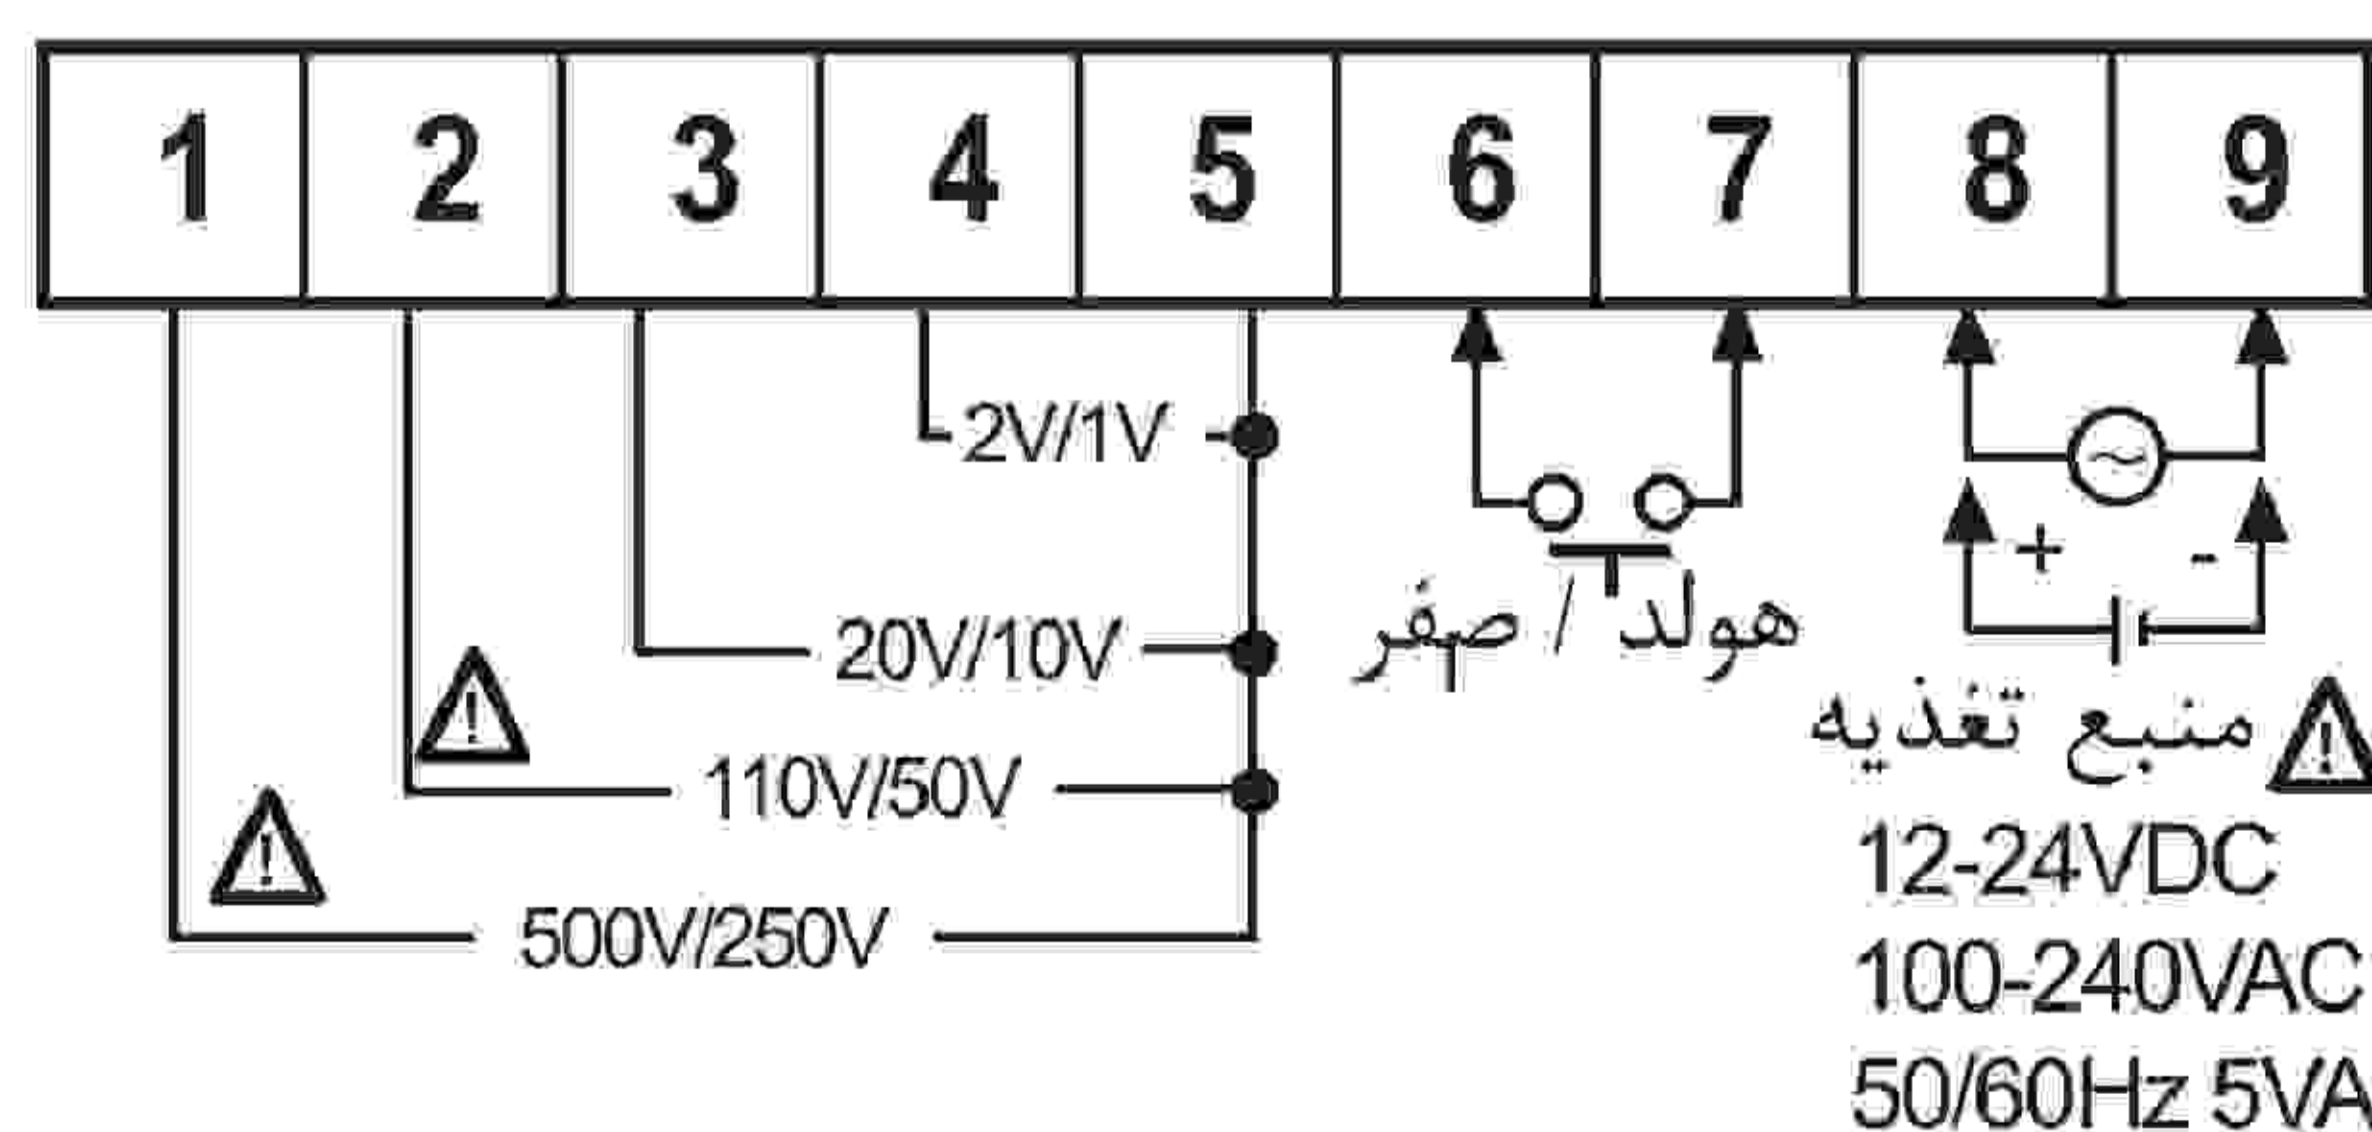 1 2 3 4 5 6 7 8 9
2V/1V
+ -
20V/10V
هولد / صفر
110V/50V
منبع تغذیه
500V/250V
12-24VDC
100-240VAC
50/60Hz 5VA